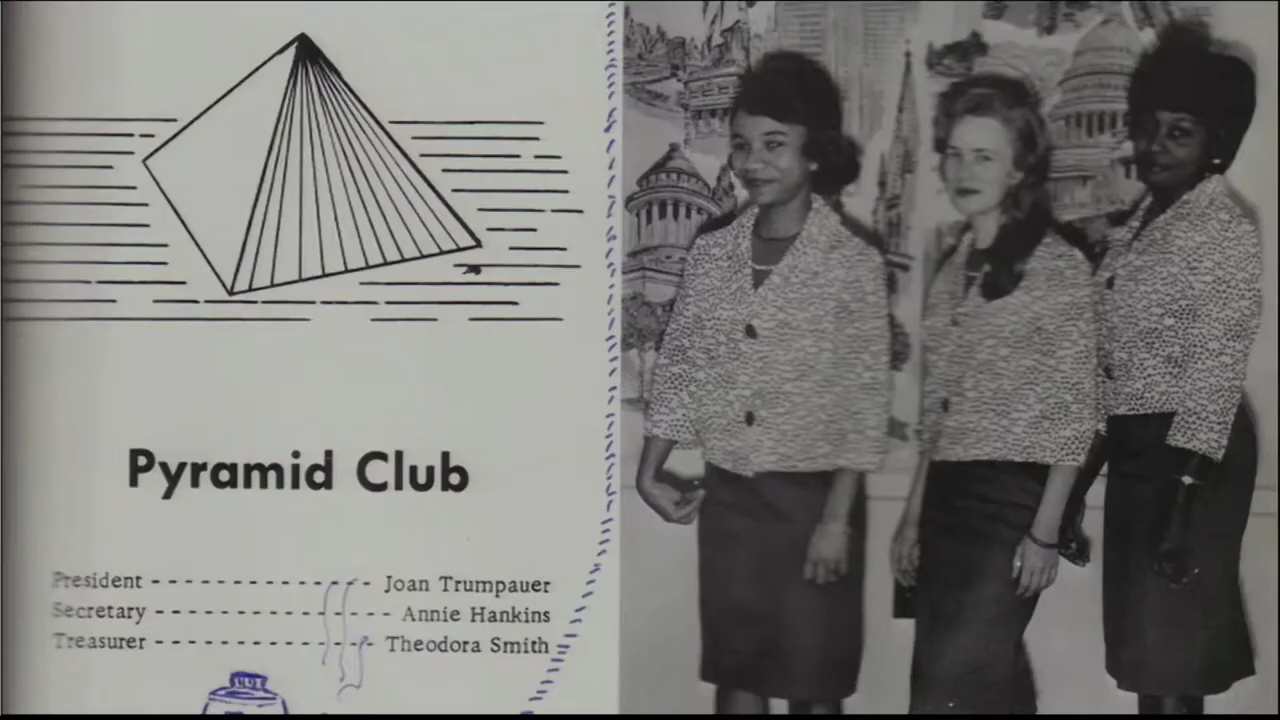 Pyramid Club
President - - - - - - - - - - - - - - - - - - - Joan Trumpauer
Secretary - - - - - - - - - - - - - - - - - - - - Annie Hankins
Treasurer - - - - - - - - - - - - - - - - - - - Theodora Smith